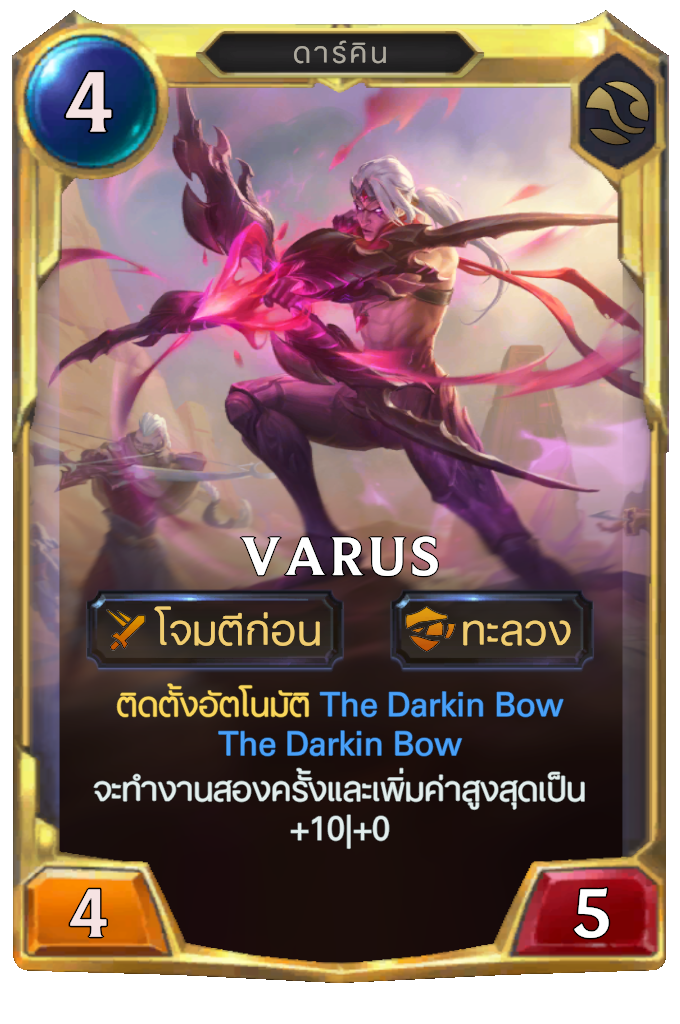 ดาร์คิน
4
VARUS
โจมตีก่อน
ทะลวง
ติดตั้งอัตโนมัติ The Darkin Bow
The Darkin Bow
จะทำงานสองครั้งและเพิ่มค่าสูงสุดเป็น
+10|+0
4
5